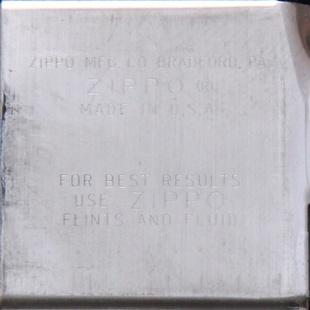 ZIPPO MFG. CO. BRADFORD, PA.
ZIPPO ®
MADE IN U.S.A.
FOR BEST RESULTS
USE ZIPPO
FLINTS AND FLUID